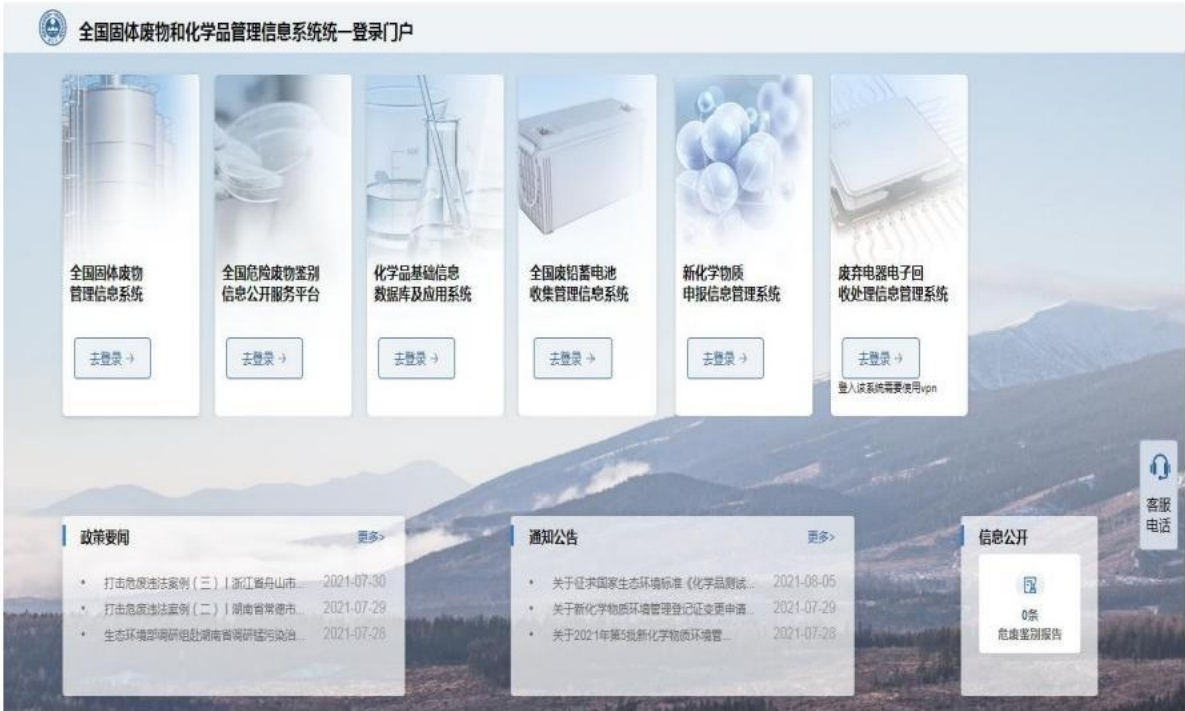 全国固体废物和化学品管理信息系统统一登录门户
全国固体废物
管理信息系统
去登录 →
全国危险废物鉴别
信息公开服务平台
去登录 →
化学品基础信息
数据库及应用系统
去登录 →
全国废铅蓄电池
收集管理信息系统
去登录 →
新化学物质
申报信息管理系统
去登录 →
废弃电器电子回
收处理信息管理系统
去登录 →
登入该系统需要使用vpn
客服
电话
政策要闻 更多>
• 打击危废违法案例（三）丨浙江省舟山市... 2021-07-30
• 打击危废违法案例（二）丨湖南省常德市... 2021-07-29
• 生态环境部调研组赴湖南省调研锰污染治... 2021-07-28
通知公告 更多>
• 关于征求国家生态环境标准《化学品测试... 2021-08-05
• 关于新化学物质环境管理登记证变更申请... 2021-07-29
• 关于2021年第5批新化学物质环境管... 2021-07-28
信息公开
0条
危废鉴别报告